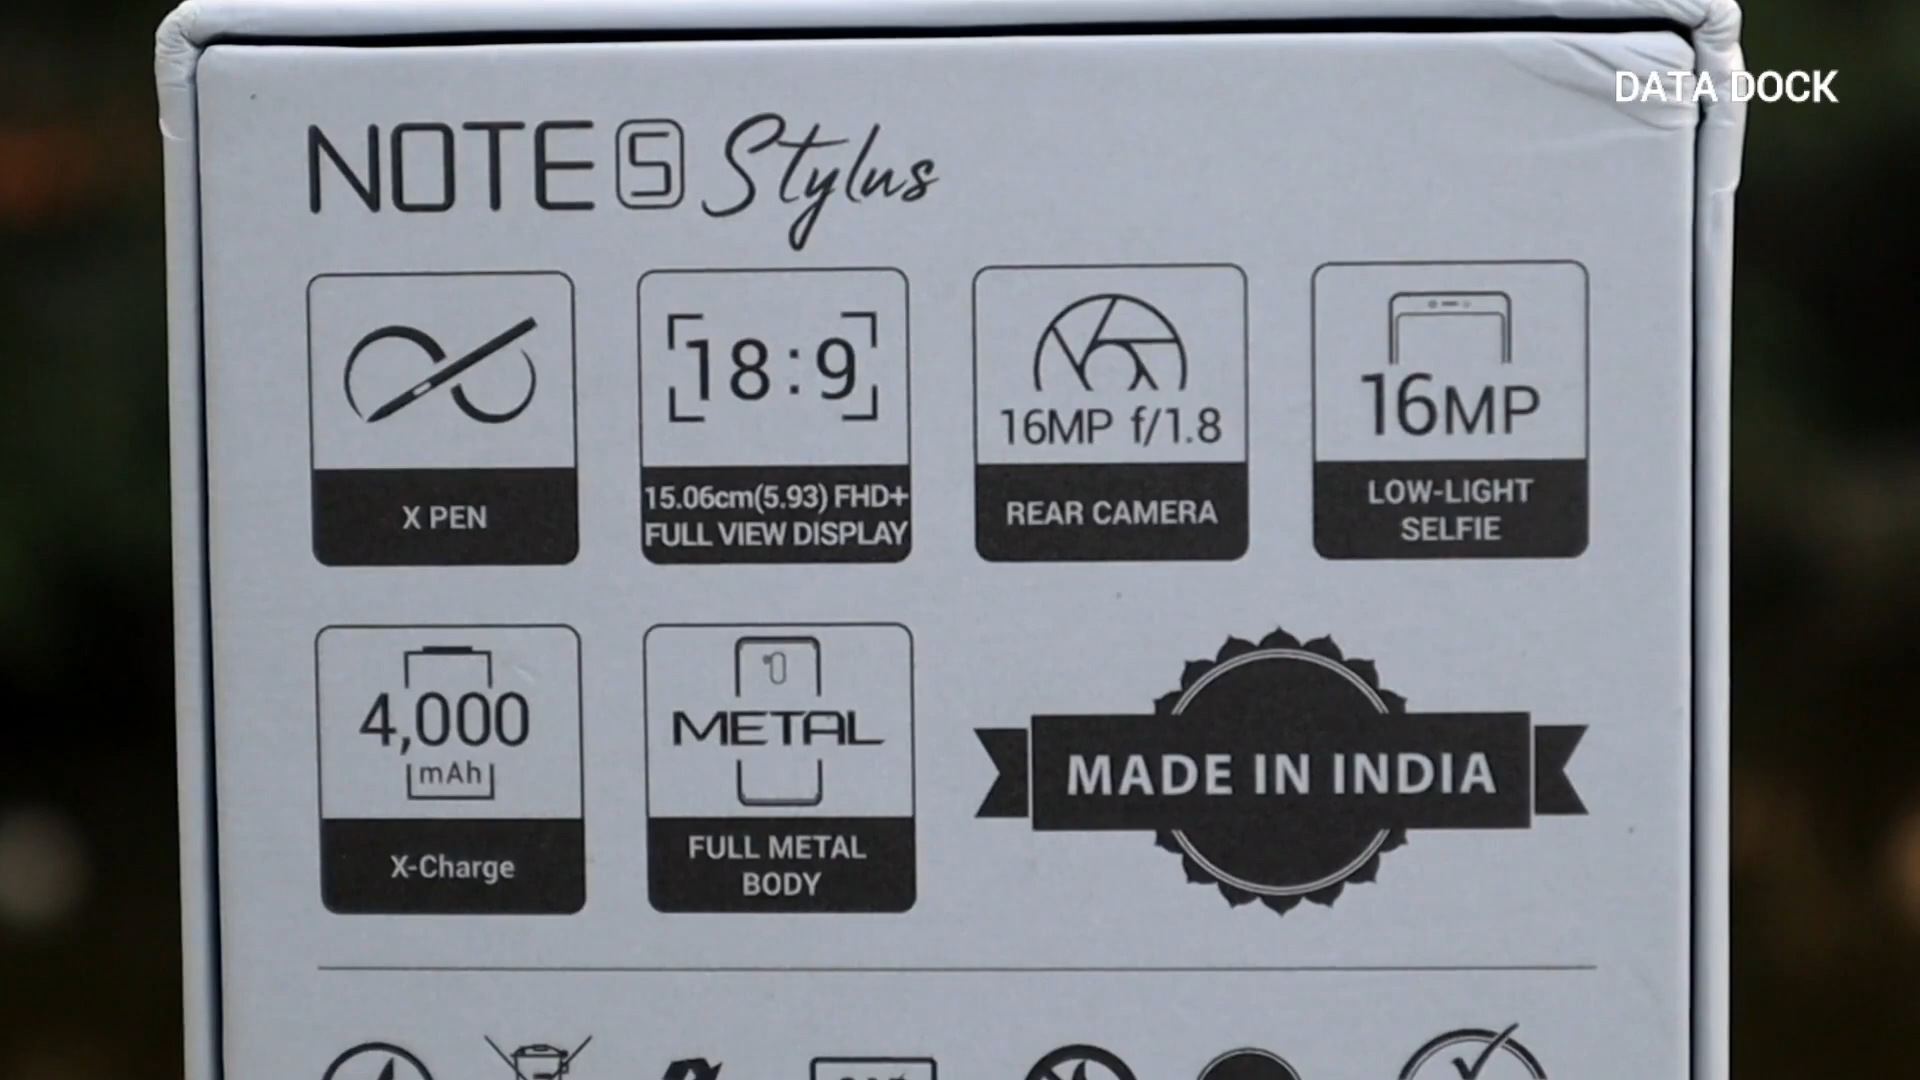 DATA DOCK
NOTE 5 Stylus
X PEN
18:9
15.06cm(5.93) FHD+
FULL VIEW DISPLAY
16MP f/1.8
REAR CAMERA
16MP
LOW-LIGHT
SELFIE
4,000
mAh
X-Charge
METAL
FULL METAL
BODY
MADE IN INDIA